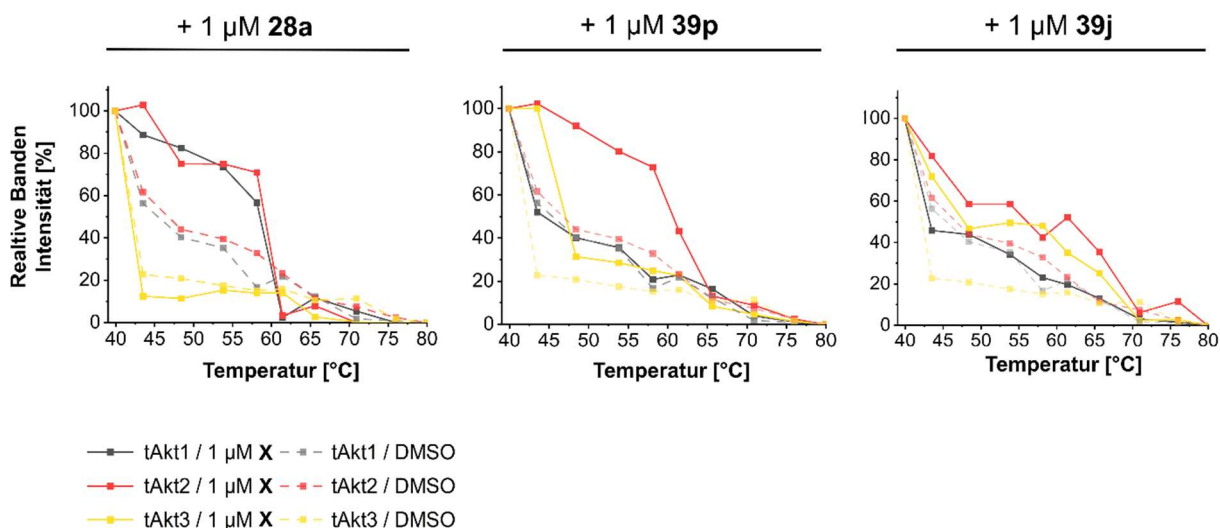 + 1 µM 28a
+ 1 µM 39p
+ 1 µM 39j
Realtive Banden
Intensität [%]
100
80
60
40
20
0
40 45 50 55 60 65 70 75 80
Temperatur [°C]
100
80
60
40
20
0
40 45 50 55 60 65 70 75 80
Temperatur [°C]
100
80
60
40
20
0
40 45 50 55 60 65 70 75 80
Temperatur [°C]
tAkt1 / 1 µM X tAkt1 / DMSO
tAkt2 / 1 µM X tAkt2 / DMSO
tAkt3 / 1 µM X tAkt3 / DMSO